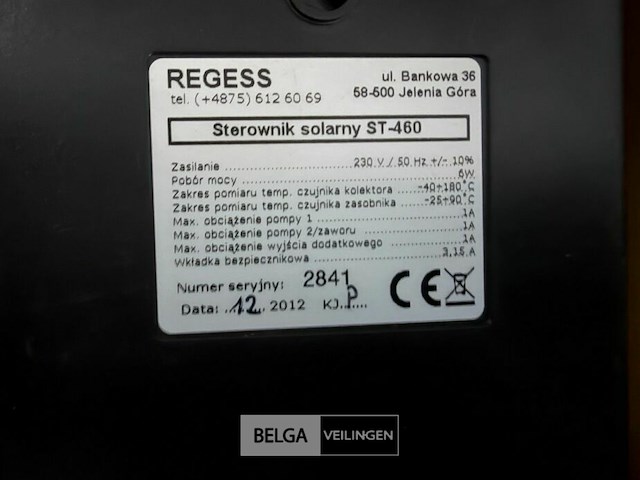 REGESS
tel. (+4875) 612 60 69
ul. Bankowa 36
58-500 Jelenia Góra
Sterownik solarny ST-460
Zasilanie ........ 230 V / 50 Hz +/- 10%
Pobór mocy ........ 6W
Zakres pomiaru temp. czujnika kolektora ........ -40÷180°C
Zakres pomiaru temp. czujnika zasobnika ........ -25÷90°C
Max. obciążenie pompy 1 ........ 1A
Max. obciążenie pompy 2/zaworu ........ 1A
Max. obciążenie wyjścia dodatkowego ........ 1A
Wkładka bezpiecznikowa ........ 3,15A
Numer seryjny: 2841
Data: ..12.. 2012 KJ..P....
CE
BELGA VEILINGEN